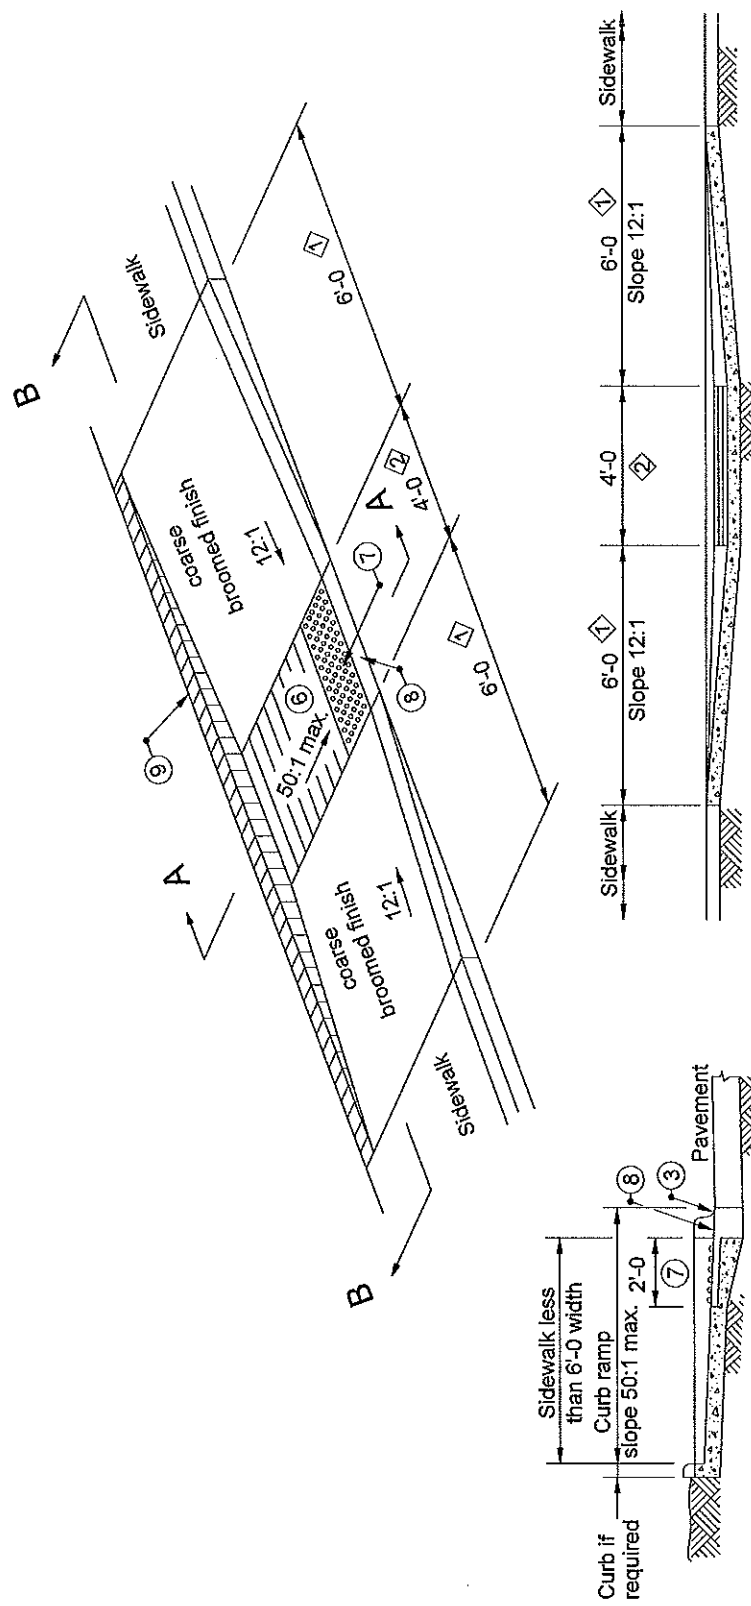 B
Sidewalk
A
9
coarse
broomed finish
12:1
6'-0 1
6
50:1 max.
4'-0 2
A
7
8
coarse
broomed finish
12:1
6'-0 1
Sidewalk
B
Curb if
required
Sidewalk less
than 6'-0 width
Curb ramp
slope 50:1 max.
2'-0
7
8
3
Pavement
Sidewalk
6'-0 1
Slope 12:1
4'-0
2
6'-0 1
Slope 12:1
Sidewalk